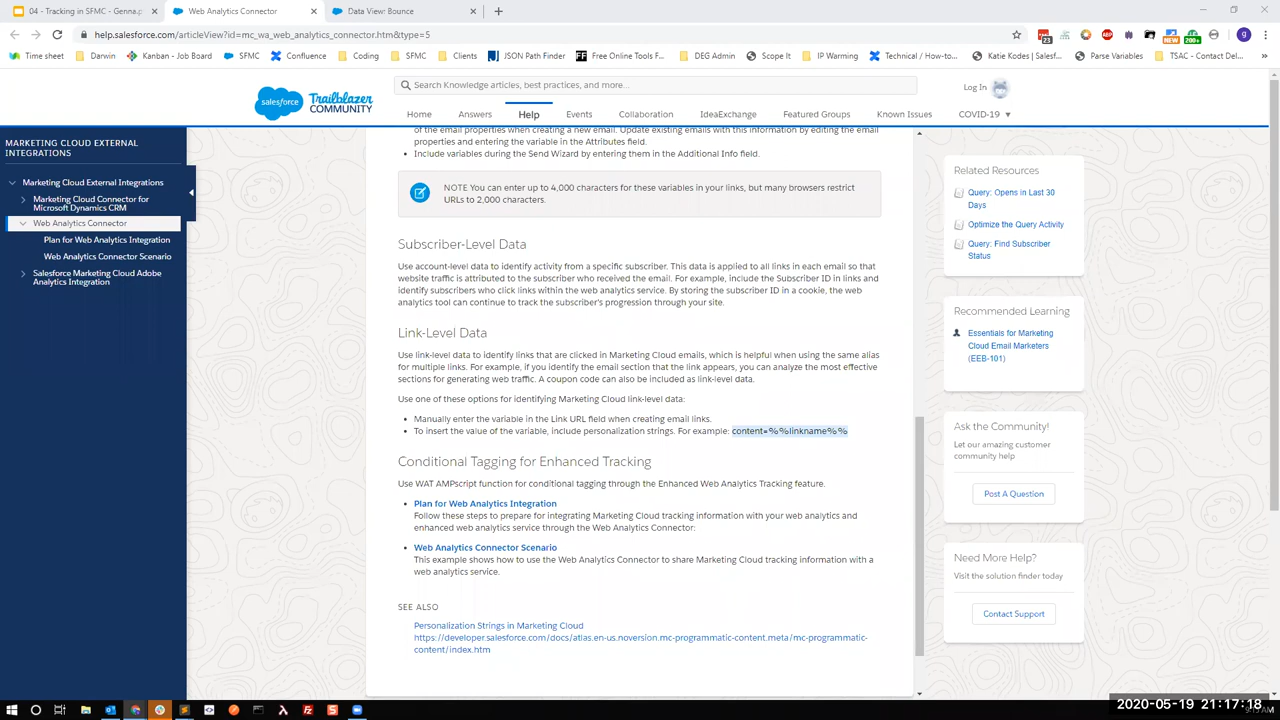 04 - Tracking in SFMC - Genna.g
Web Analytics Connector
Data View: Bounce
help.salesforce.com/articleView?id=mc_wa_web_analytics_connector.htm&type=5
Time sheet
Darwin
Kanban - Job Board
SFMC
Confluence
Coding
SFMC
Clients
JSON Path Finder
Free Online Tools F...
DEG Admin
Scope It
IP Warming
Technical / How-to...
Katie Kodes | Salesf...
Parse Variables
TSAC - Contact Del...
salesforce
Trailblazer
COMMUNITY
Search Knowledge articles, best practices, and more...
Log In
Home
Answers
Help
Events
Collaboration
IdeaExchange
Featured Groups
Known Issues
COVID-19
MARKETING CLOUD EXTERNAL
INTEGRATIONS
Marketing Cloud External Integrations
Marketing Cloud Connector for
Microsoft Dynamics CRM
Web Analytics Connector
Plan for Web Analytics Integration
Web Analytics Connector Scenario
Salesforce Marketing Cloud Adobe
Analytics Integration
of the email properties when creating a new email. Update existing emails with this information by editing the email
properties and entering the variable in the Attributes field.
Include variables during the Send Wizard by entering them in the Additional Info field.
NOTE You can enter up to 4,000 characters for these variables in your links, but many browsers restrict
URLs to 2,000 characters.
Subscriber-Level Data
Use account-level data to identify activity from a specific subscriber. This data is applied to all links in each email so that
website traffic is attributed to the subscriber who received the email. For example, include the Subscriber ID in links and
identify subscribers who click links within the web analytics service. By storing the subscriber ID in a cookie, the web
analytics tool can continue to track the subscriber's progression through your site.
Link-Level Data
Use link-level data to identify links that are clicked in Marketing Cloud emails, which is helpful when using the same alias
for multiple links. For example, if you identify the email section that the link appears, you can analyze the most effective
sections for generating web traffic. A coupon code can also be included as link-level data.
Use one of these options for identifying Marketing Cloud link-level data:
Manually enter the variable in the Link URL field when creating email links.
To insert the value of the variable, include personalization strings. For example: content=%%linkname%%
Conditional Tagging for Enhanced Tracking
Use WAT AMPscript function for conditional tagging through the Enhanced Web Analytics Tracking feature.
Plan for Web Analytics Integration
Follow these steps to prepare for integrating Marketing Cloud tracking information with your web analytics and
enhanced web analytics service through the Web Analytics Connector:
Web Analytics Connector Scenario
This example shows how to use the Web Analytics Connector to share Marketing Cloud tracking information with a
web analytics service.
SEE ALSO
Personalization Strings in Marketing Cloud
https://developer.salesforce.com/docs/atlas.en-us.noversion.mc-programmatic-content.meta/mc-programmatic-
content/index.htm
Related Resources
Query: Opens in Last 30
Days
Optimize the Query Activity
Query: Find Subscriber
Status
Recommended Learning
Essentials for Marketing
Cloud Email Marketers
(EEB-101)
Ask the Community!
Let our amazing customer
community help
Post A Question
Need More Help?
Visit the solution finder today
Contact Support
2020-05-19 21:17:18